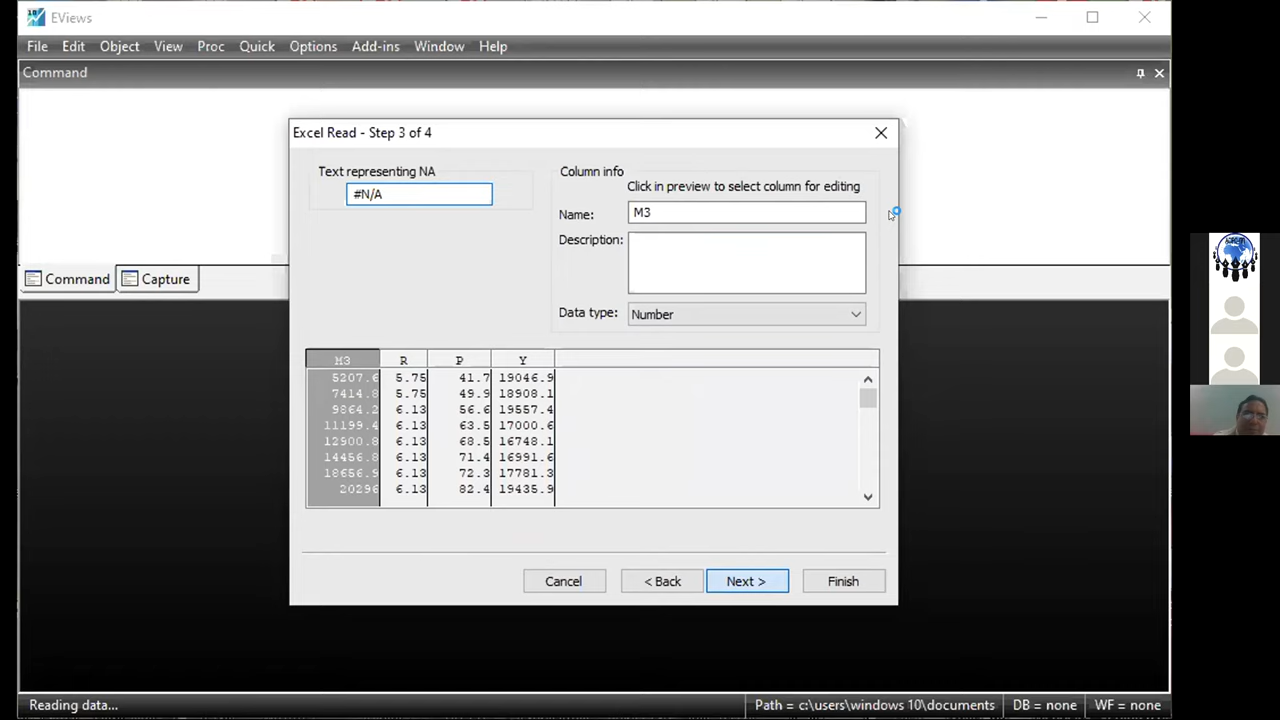 10
EViews
File Edit Object View Proc Quick Options Add-ins Window Help
Command
Excel Read - Step 3 of 4
Text representing NA
#N/A
Column info
Click in preview to select column for editing
Name: M3
Description:
Data type: Number
M3 R P Y
5207.6 5.75 41.7 19046.9
7414.8 5.75 49.9 18908.1
9864.2 6.13 56.6 19557.4
11199.4 6.13 63.5 17000.6
12900.8 6.13 68.5 16748.1
14456.8 6.13 71.4 16991.6
18656.9 6.13 72.3 17781.3
20296 6.13 82.4 19435.9
Cancel < Back Next > Finish
Command Capture
Reading data... Path = c:\users\windows 10\documents DB = none WF = none